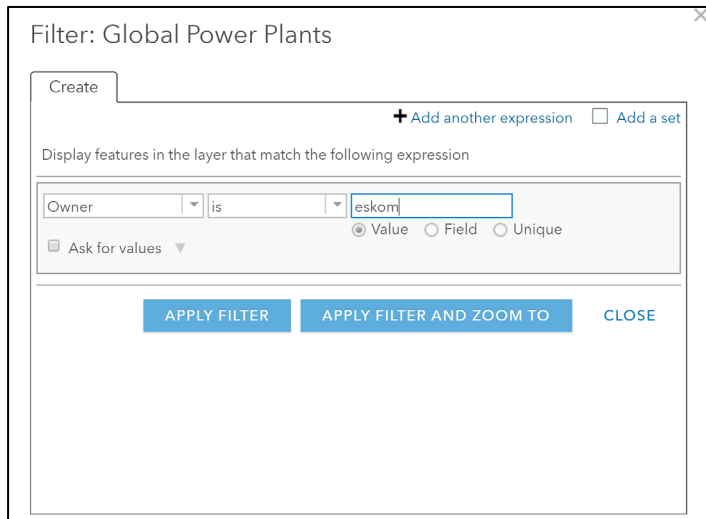 Filter: Global Power Plants
Create
+ Add another expression Add a set
Display features in the layer that match the following expression
Owner is eskom
Value Field Unique
Ask for values
APPLY FILTER APPLY FILTER AND ZOOM TO CLOSE